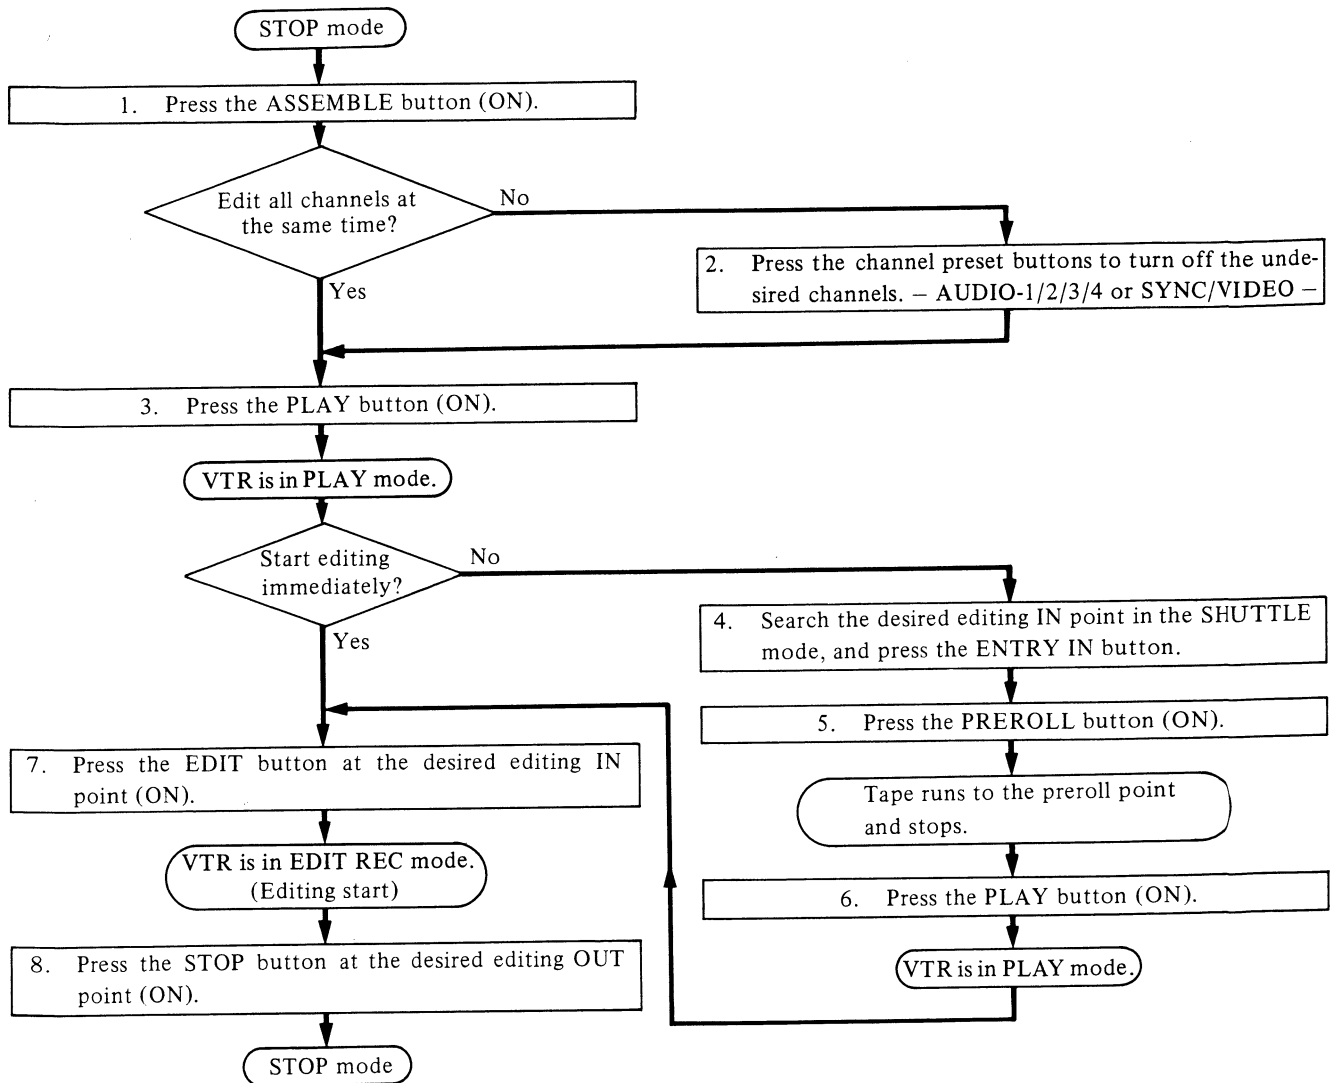 STOP mode
1. Press the ASSEMBLE button (ON).
Edit all channels at
the same time?
No
2. Press the channel preset buttons to turn off the unde-
sired channels. – AUDIO-1/2/3/4 or SYNC/VIDEO –
Yes
3. Press the PLAY button (ON).
VTR is in PLAY mode.
Start editing
immediately?
No
4. Search the desired editing IN point in the SHUTTLE
mode, and press the ENTRY IN button.
Yes
5. Press the PREROLL button (ON).
Tape runs to the preroll point
and stops.
6. Press the PLAY button (ON).
VTR is in PLAY mode.
7. Press the EDIT button at the desired editing IN
point (ON).
VTR is in EDIT REC mode.
(Editing start)
8. Press the STOP button at the desired editing OUT
point (ON).
STOP mode